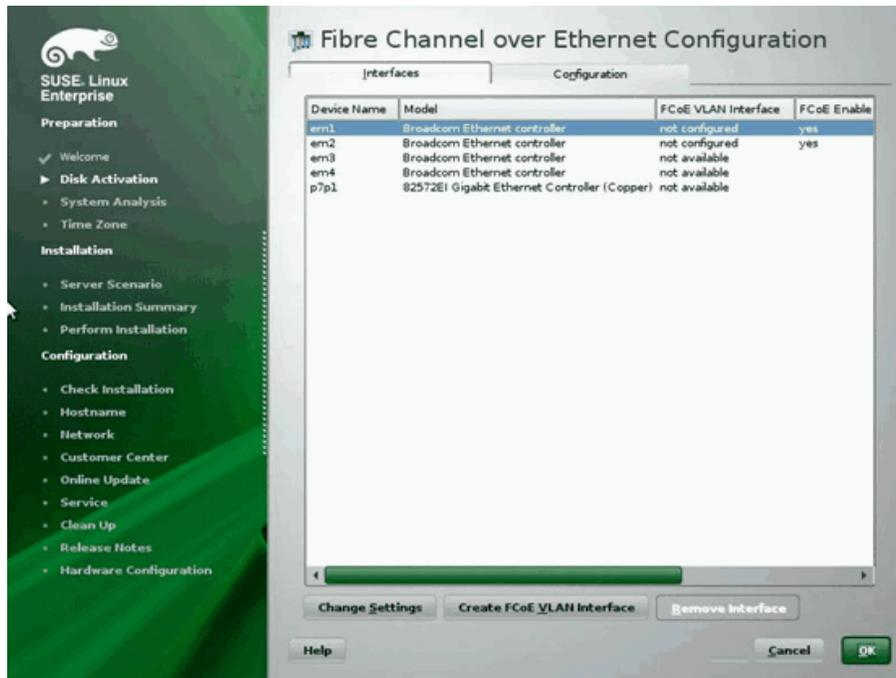 SUSE. Linux
Enterprise
Preparation
Welcome
Disk Activation
System Analysis
Time Zone
Installation
Server Scenario
Installation Summary
Perform Installation
Configuration
Check Installation
Hostname
Network
Customer Center
Online Update
Service
Clean Up
Release Notes
Hardware Configuration
Fibre Channel over Ethernet Configuration
Interfaces Configuration
Device Name Model FCoE VLAN Interface FCoE Enable
em1 Broadcom Ethernet controller not configured yes
em2 Broadcom Ethernet controller not configured yes
em3 Broadcom Ethernet controller not available
em4 Broadcom Ethernet controller not available
p7p1 82572EI Gigabit Ethernet Controller (Copper) not available
Change Settings Create FCoE VLAN Interface Remove Interface
Help Cancel OK